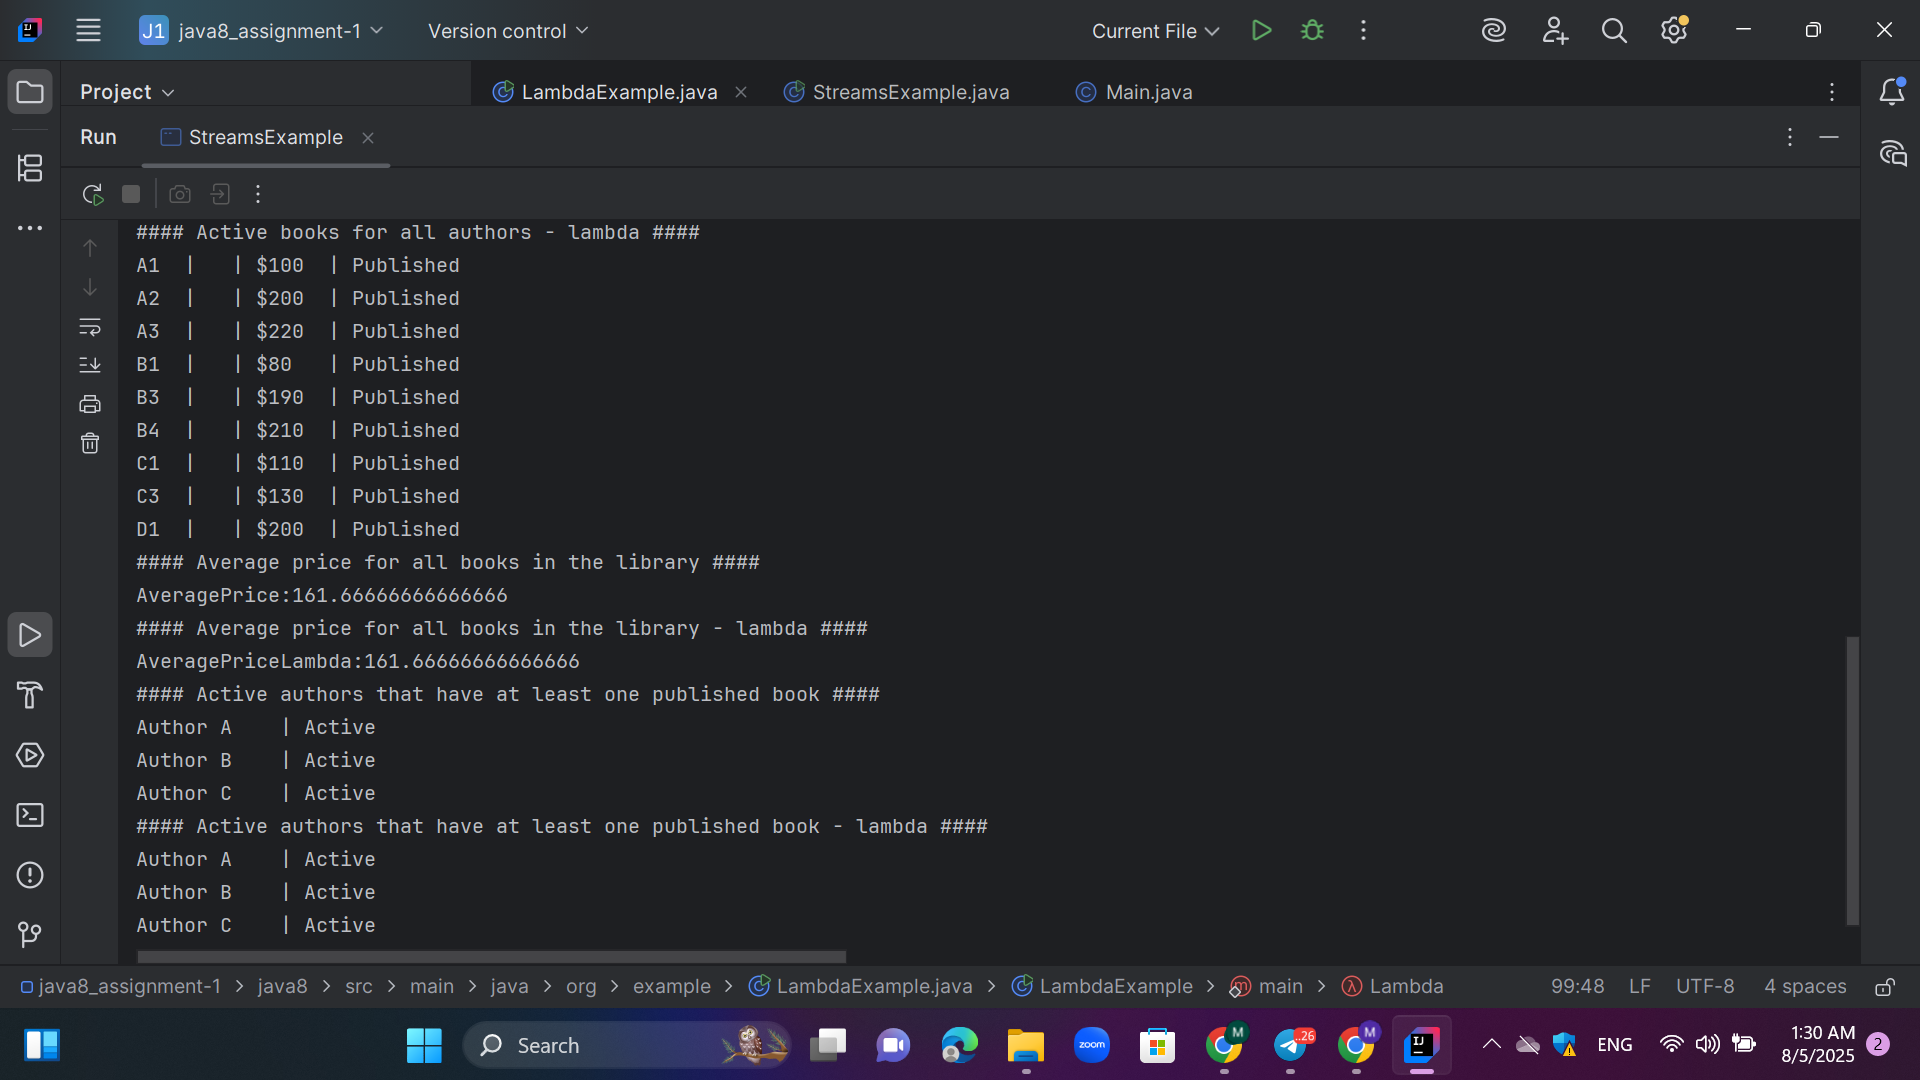 J1 java8_assignment-1 Version control Current File
Project LambdaExample.java StreamsExample.java Main.java
Run StreamsExample
#### Active books for all authors - lambda ####
A1 | | $100 | Published
A2 | | $200 | Published
A3 | | $220 | Published
B1 | | $80 | Published
B3 | | $190 | Published
B4 | | $210 | Published
C1 | | $110 | Published
C3 | | $130 | Published
D1 | | $200 | Published
#### Average price for all books in the library ####
AveragePrice:161.66666666666666
#### Average price for all books in the library - lambda ####
AveragePriceLambda:161.66666666666666
#### Active authors that have at least one published book ####
Author A | Active
Author B | Active
Author C | Active
#### Active authors that have at least one published book - lambda ####
Author A | Active
Author B | Active
Author C | Active
java8_assignment-1 > java8 > src > main > java > org > example > LambdaExample.java > LambdaExample > main > Lambda 99:48 LF UTF-8 4 spaces
Search zoom M ..26 M IJ ENG 1:30 AM 2
8/5/2025